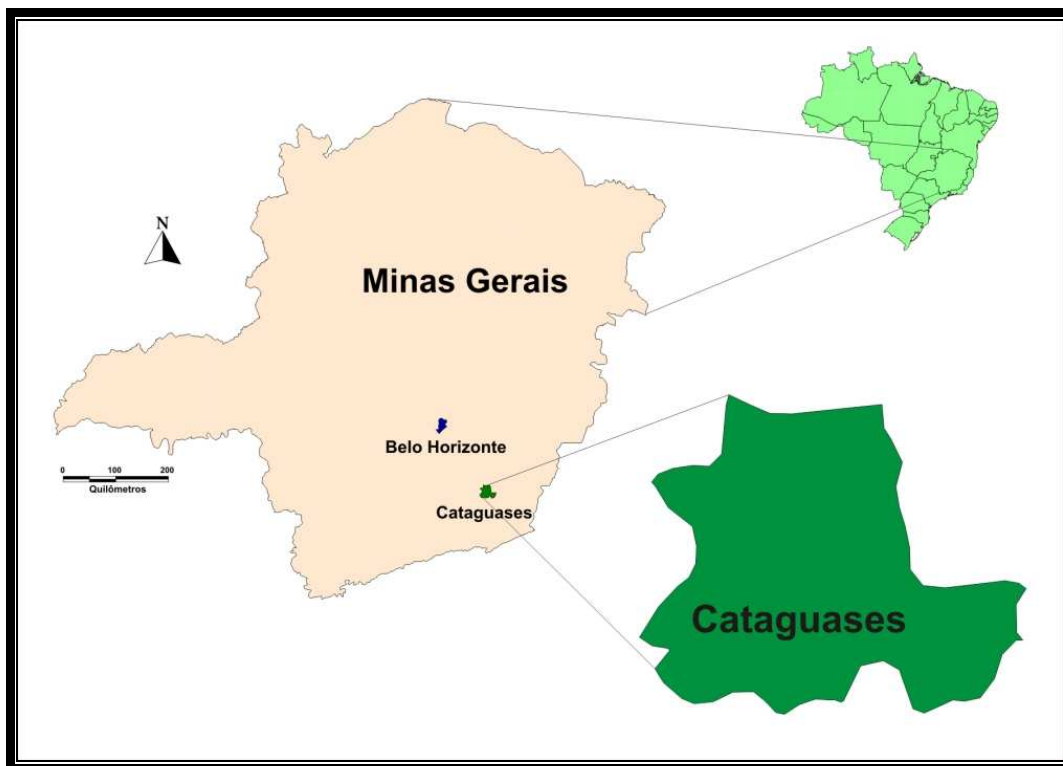 N
Minas Gerais
Belo Horizonte
0 100 200
Quilômetros
Cataguases
Cataguases